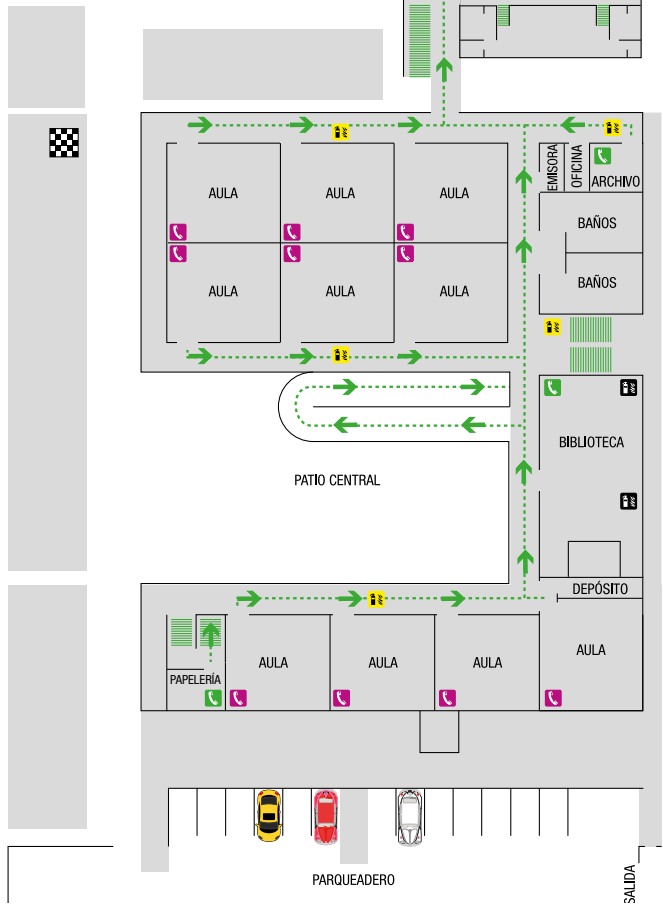 EMISORA
OFICINA
ARCHIVO
AULA
AULA
AULA
BAÑOS
AULA
AULA
AULA
BAÑOS
BIBLIOTECA
PATIO CENTRAL
DEPÓSITO
AULA
AULA
AULA
AULA
PAPELERÍA
PARQUEADERO
SALIDA